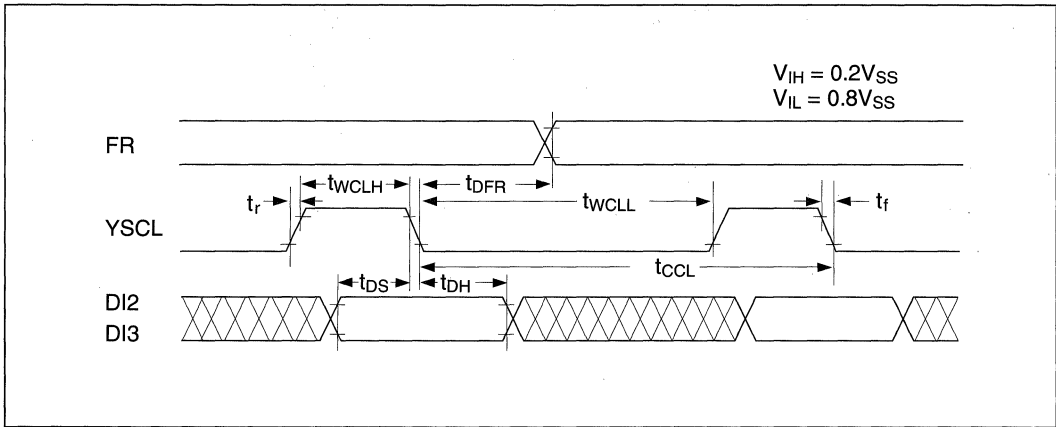 V_IH = 0.2V_SS
V_IL = 0.8V_SS
FR
t_WCLH
t_DFR
t_r
t_WCLL
t_f
YSCL
t_CCL
t_DS
t_DH
DI2
DI3